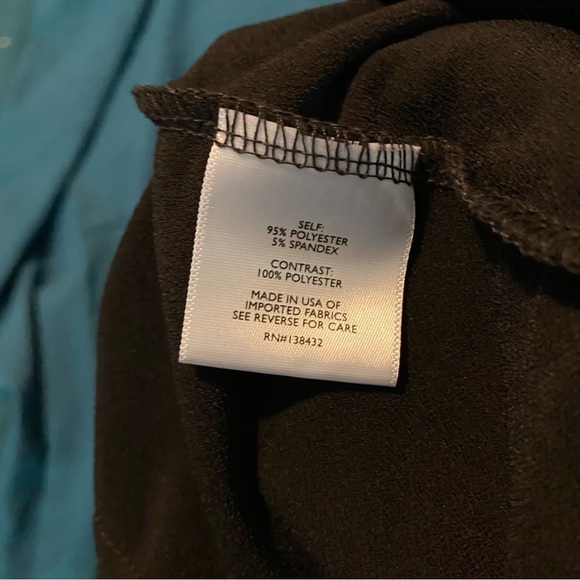 SELF:
95% POLYESTER
5% SPANDEX
CONTRAST:
100% POLYESTER
MADE IN USA OF
IMPORTED FABRICS
SEE REVERSE FOR CARE
RN#138432